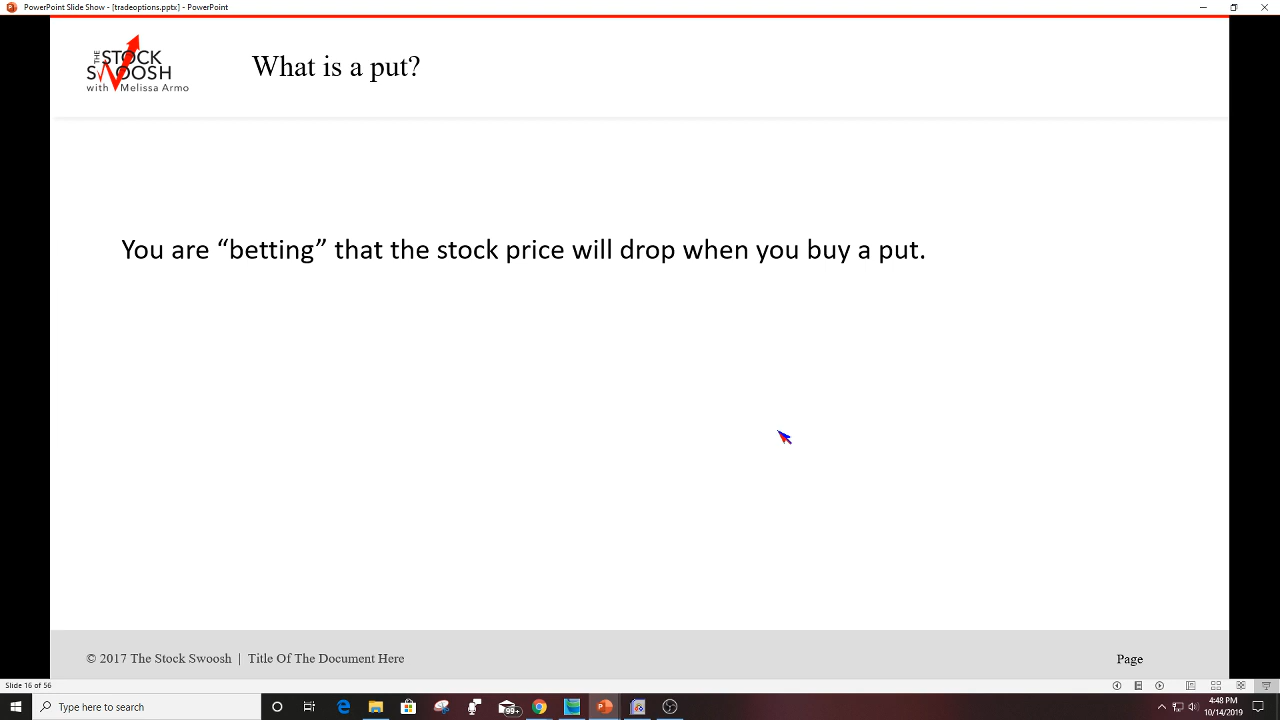 PowerPoint Slide Show - [tradeoptions.pptx] - PowerPoint
THE STOCK
SWOOSH
with Melissa Armo
What is a put?
You are “betting” that the stock price will drop when you buy a put.
© 2017 The Stock Swoosh | Title Of The Document Here
Page
Slide 16 of 56
Type here to search
99+
4:48 PM
10/14/2019